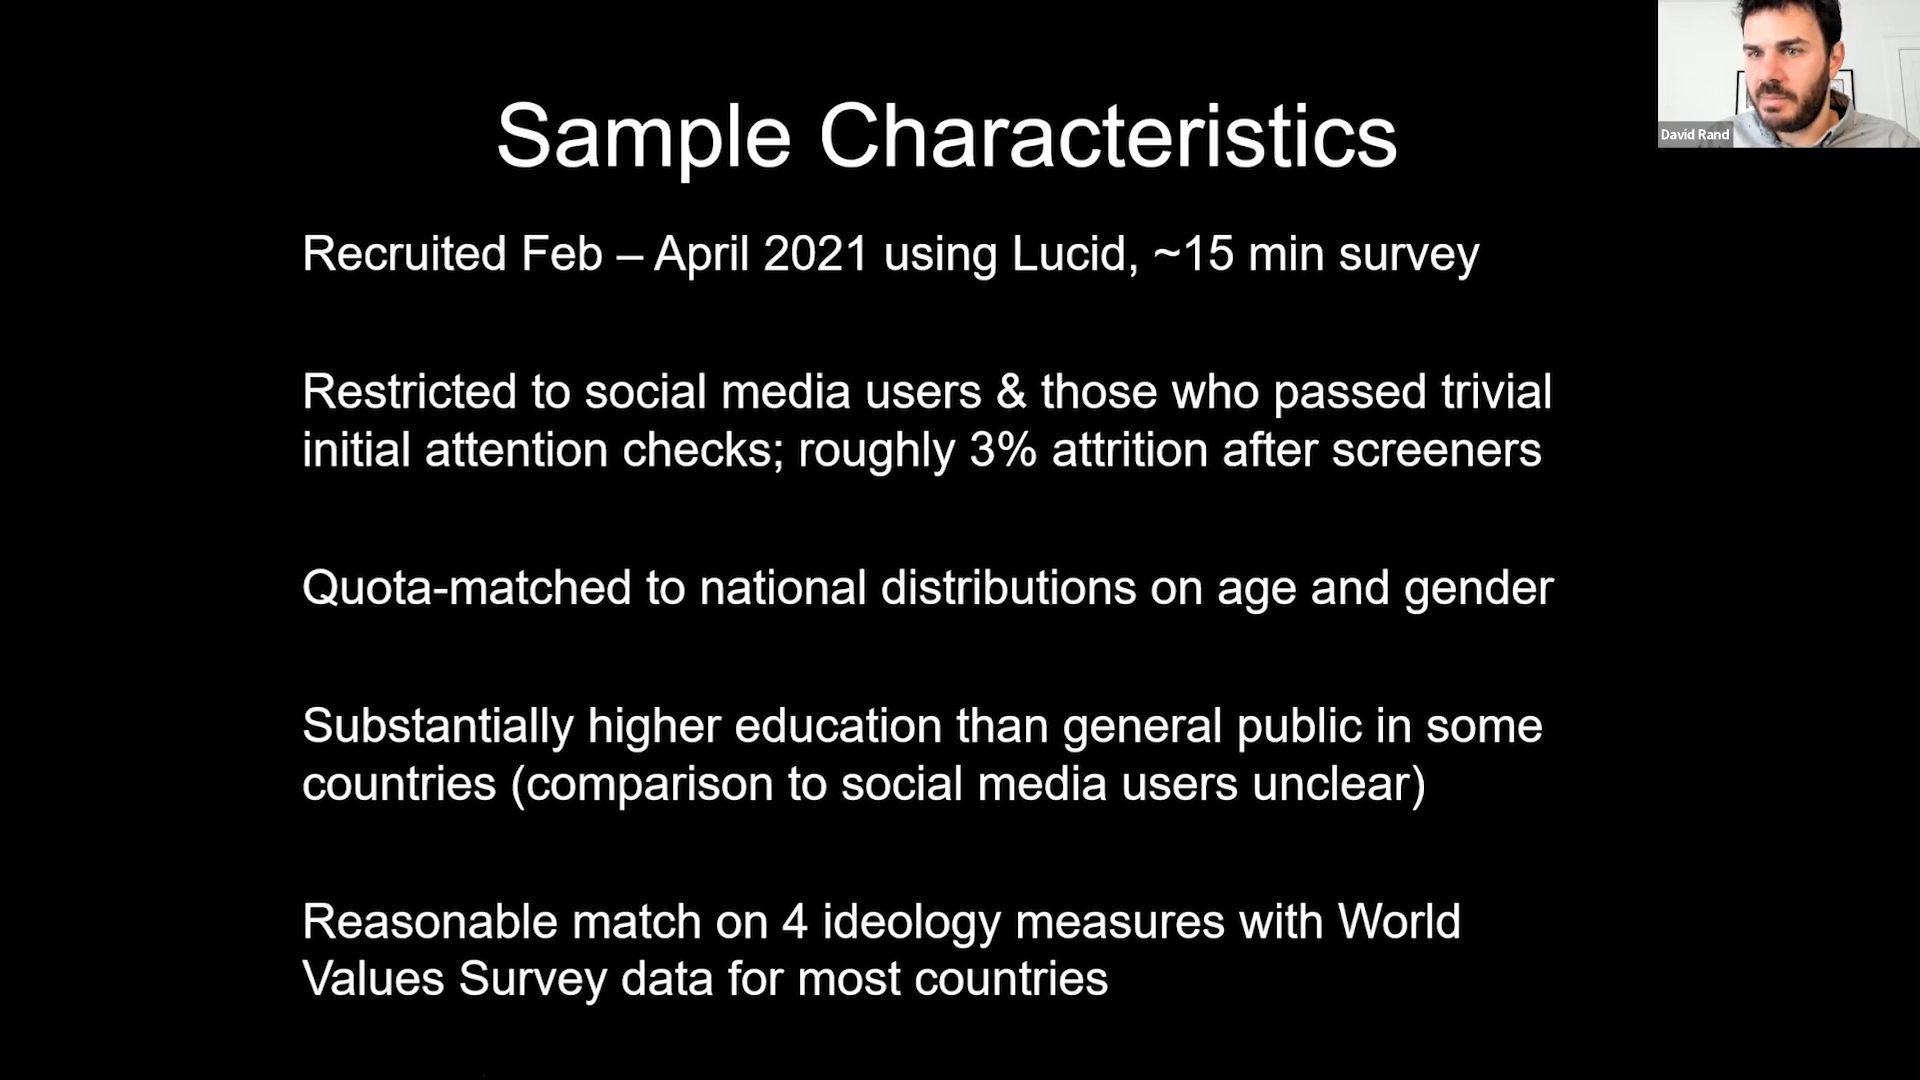 Sample Characteristics
David Rand
Recruited Feb – April 2021 using Lucid, ~15 min survey
Restricted to social media users & those who passed trivial
initial attention checks; roughly 3% attrition after screeners
Quota-matched to national distributions on age and gender
Substantially higher education than general public in some
countries (comparison to social media users unclear)
Reasonable match on 4 ideology measures with World
Values Survey data for most countries